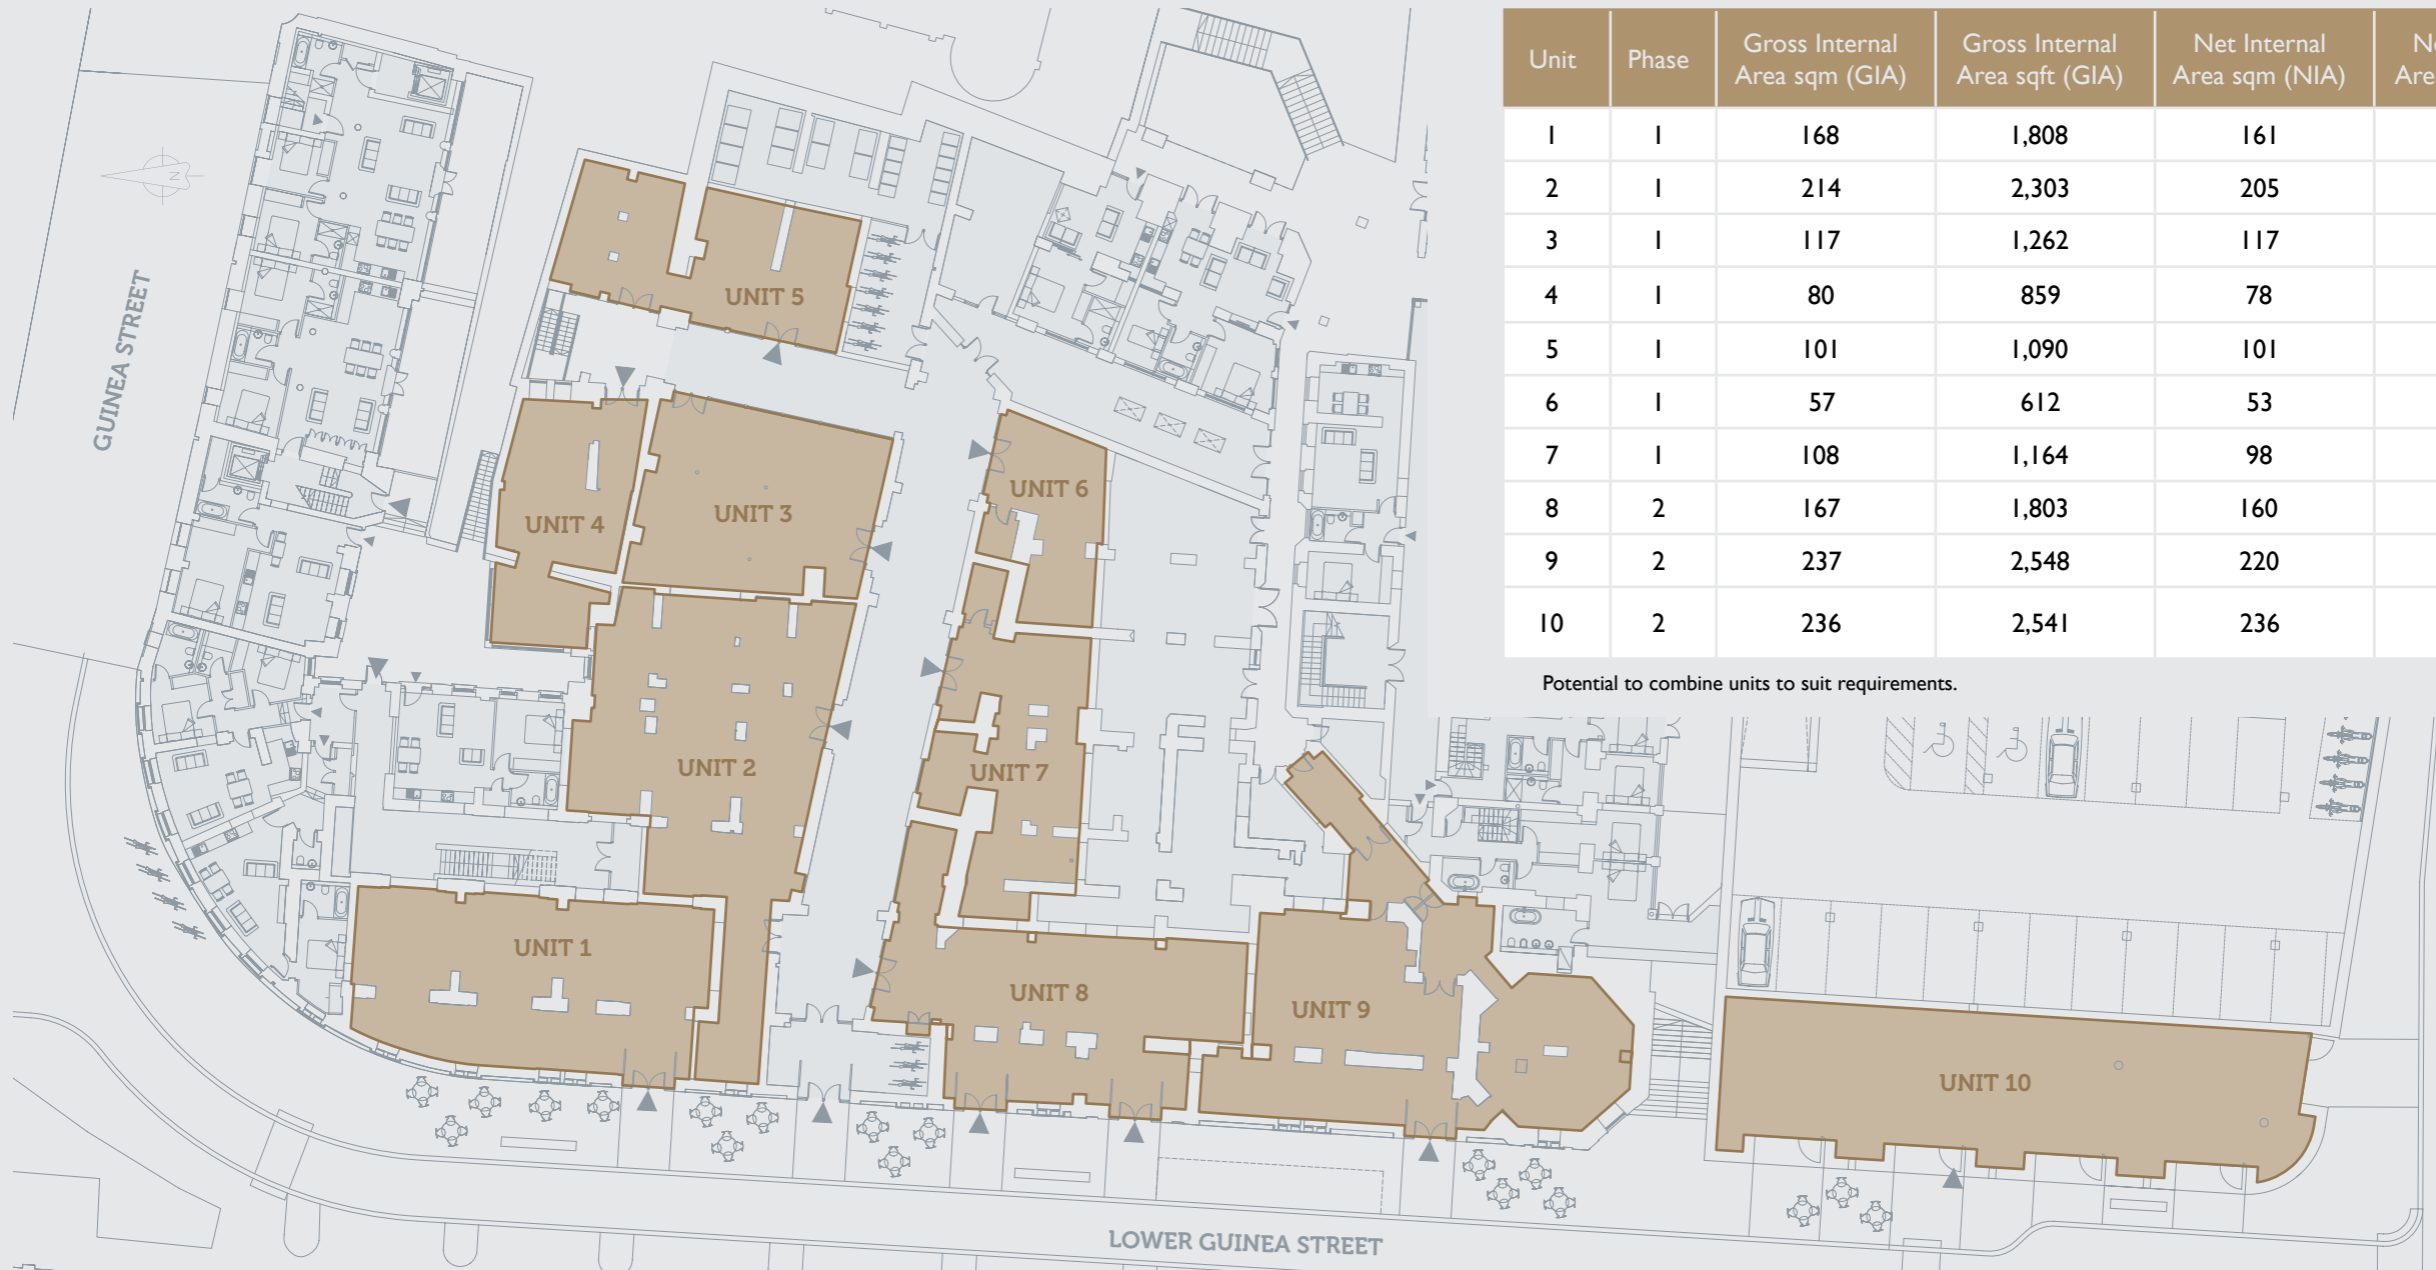 Unit Phase Gross Internal Area sqm (GIA) Gross Internal Area sqft (GIA) Net Internal Area sqm (NIA)
1 1 168 1,808 161
2 1 214 2,303 205
3 1 117 1,262 117
4 1 80 859 78
5 1 101 1,090 101
6 1 57 612 53
7 1 108 1,164 98
8 2 167 1,803 160
9 2 237 2,548 220
10 2 236 2,541 236
Potential to combine units to suit requirements.
N
GUINEA STREET
UNIT 5
UNIT 6
UNIT 4
UNIT 3
UNIT 2
UNIT 7
UNIT 1
UNIT 8
UNIT 9
UNIT 10
LOWER GUINEA STREET